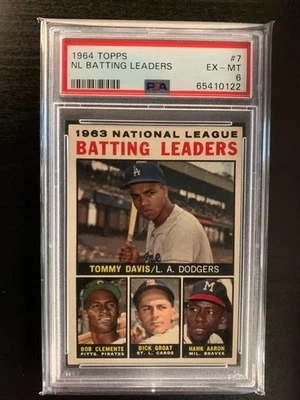 1964 TOPPS #7
NL BATTING LEADERS EX - MT
6
PSA 65410122
1963 NATIONAL LEAGUE
BATTING LEADERS
TOMMY DAVIS/L. A. DODGERS
BOB CLEMENTE
PITTS. PIRATES
DICK GROAT
ST. L. CARDS
HANK AARON
MIL. BRAVES